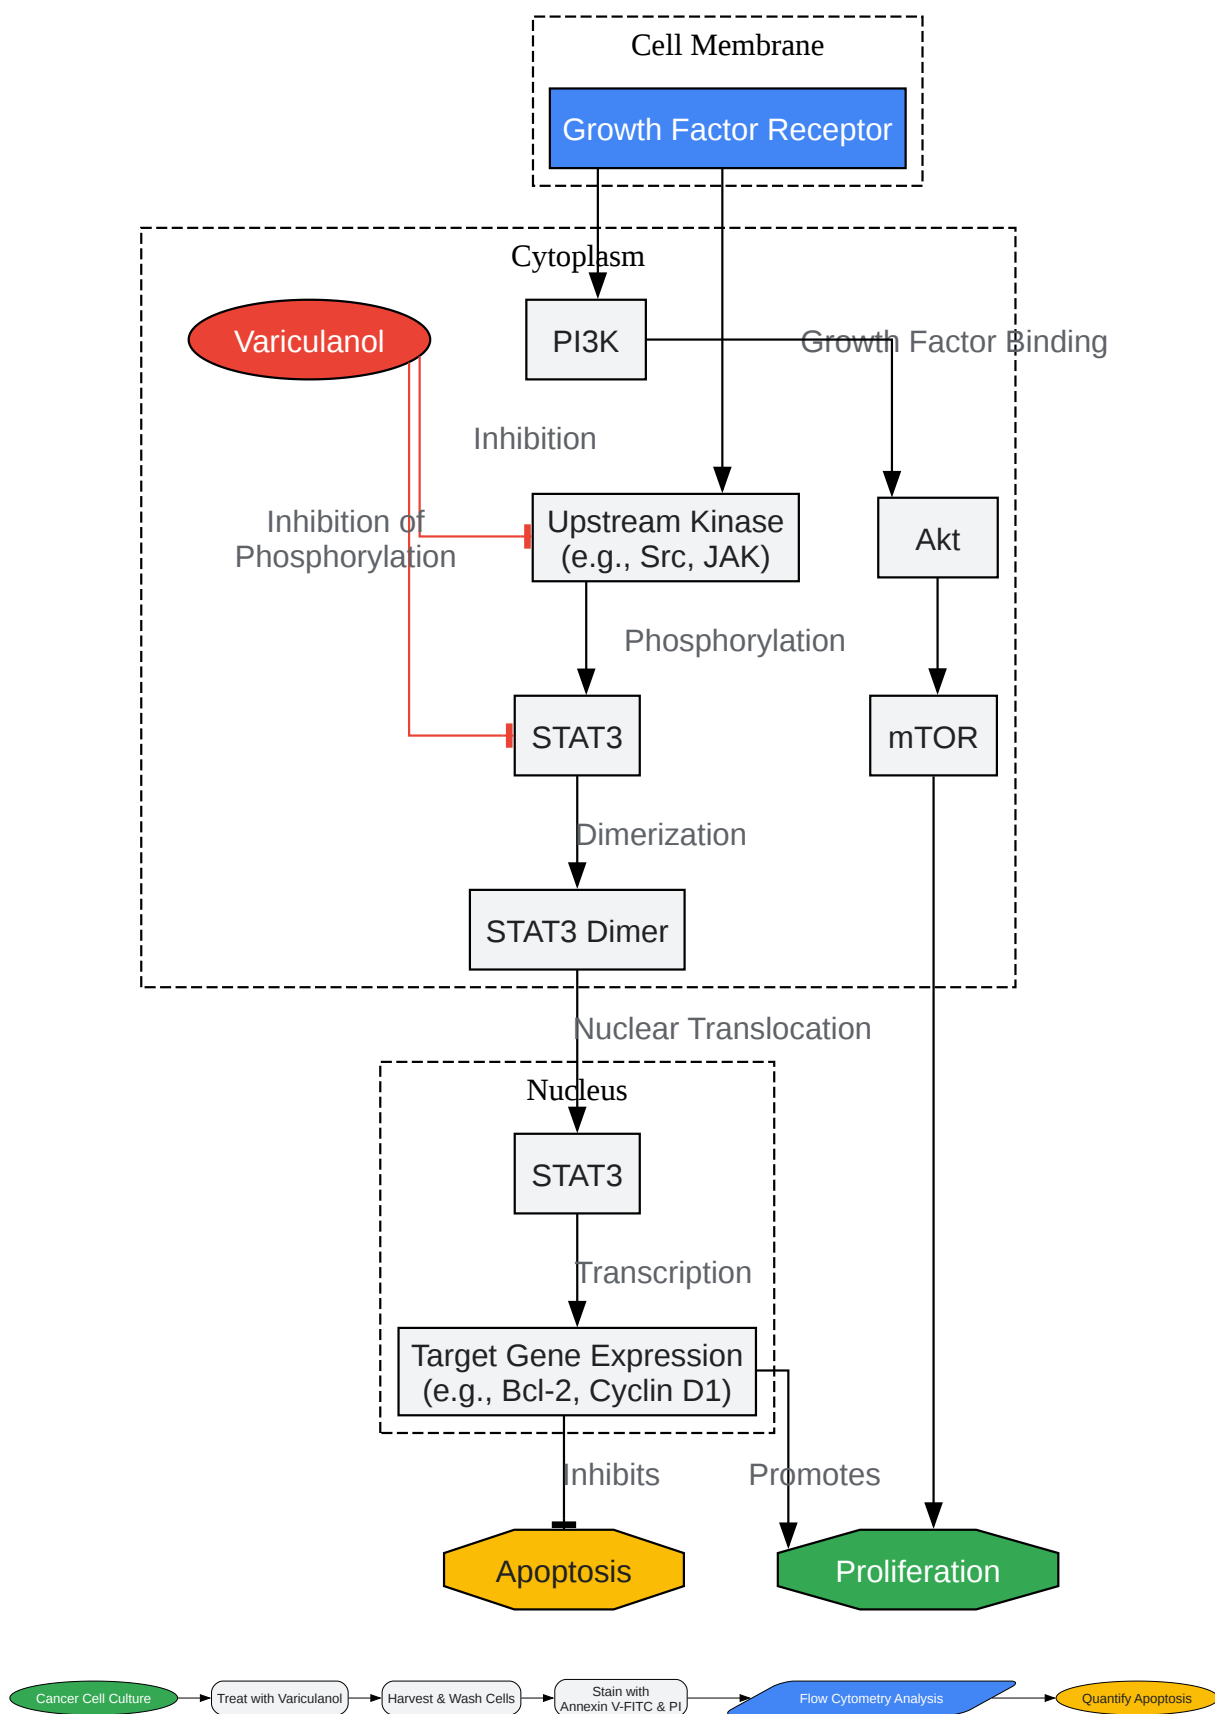 Cell Membrane
Growth Factor Receptor
Cytoplasm
Variculanol
PI3K
Growth Factor Binding
Inhibition
Inhibition of
Phosphorylation
Upstream Kinase
(e.g., Src, JAK)
Akt
Phosphorylation
STAT3
mTOR
Dimerization
STAT3 Dimer
Nuclear Translocation
Nucleus
STAT3
Transcription
Target Gene Expression
(e.g., Bcl-2, Cyclin D1)
Inhibits
Promotes
Apoptosis
Proliferation
Cancer Cell Culture
Treat with Variculanol
Harvest & Wash Cells
Stain with
Annexin V-FITC & PI
Flow Cytometry Analysis
Quantify Apoptosis